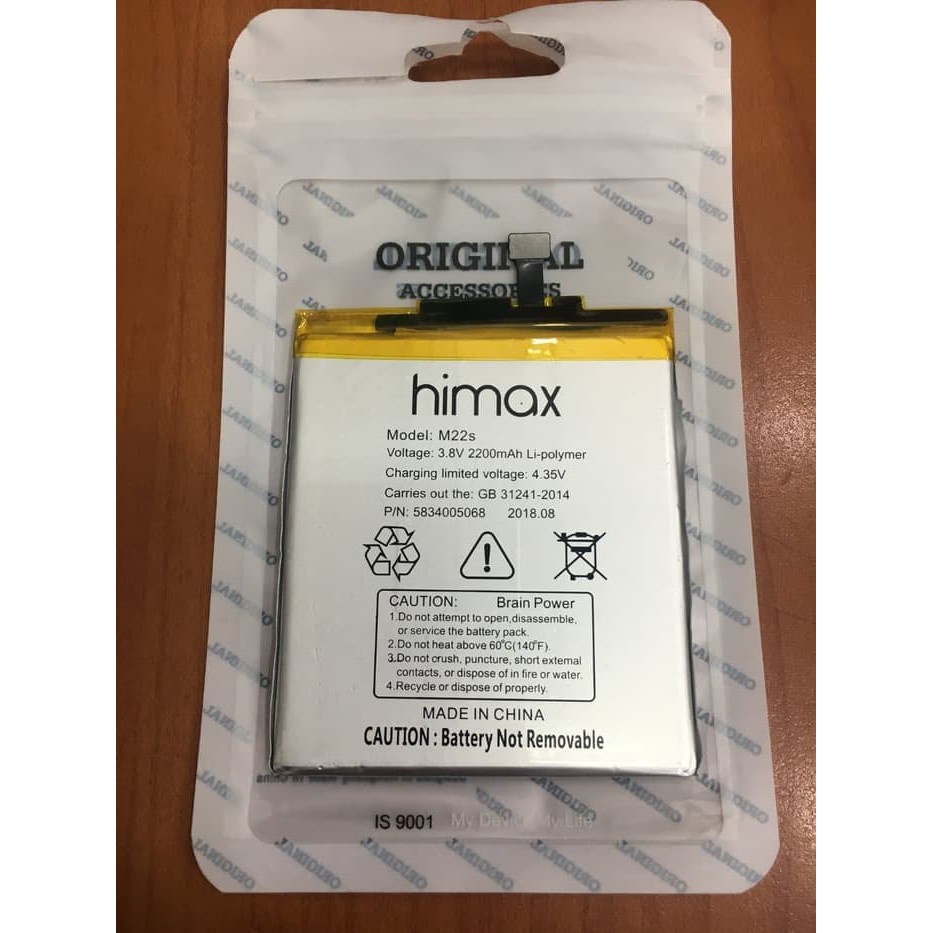 ORIGINAL
ACCESSORIES
himax
Model: M22s
Voltage: 3.8V 2200mAh Li-polymer
Charging limited voltage: 4.35V
Carries out the: GB 31241-2014
P/N: 5834005068 2018.08
CAUTION: Brain Power
1.Do not attempt to open,disassemble,
or service the battery pack.
2.Do not heat above 60°C(140°F).
3.Do not crush, puncture, short external
contacts, or dispose of in fire or water.
4.Recycle or dispose of properly.
MADE IN CHINA
CAUTION : Battery Not Removable
IS 9001 My Device My Life